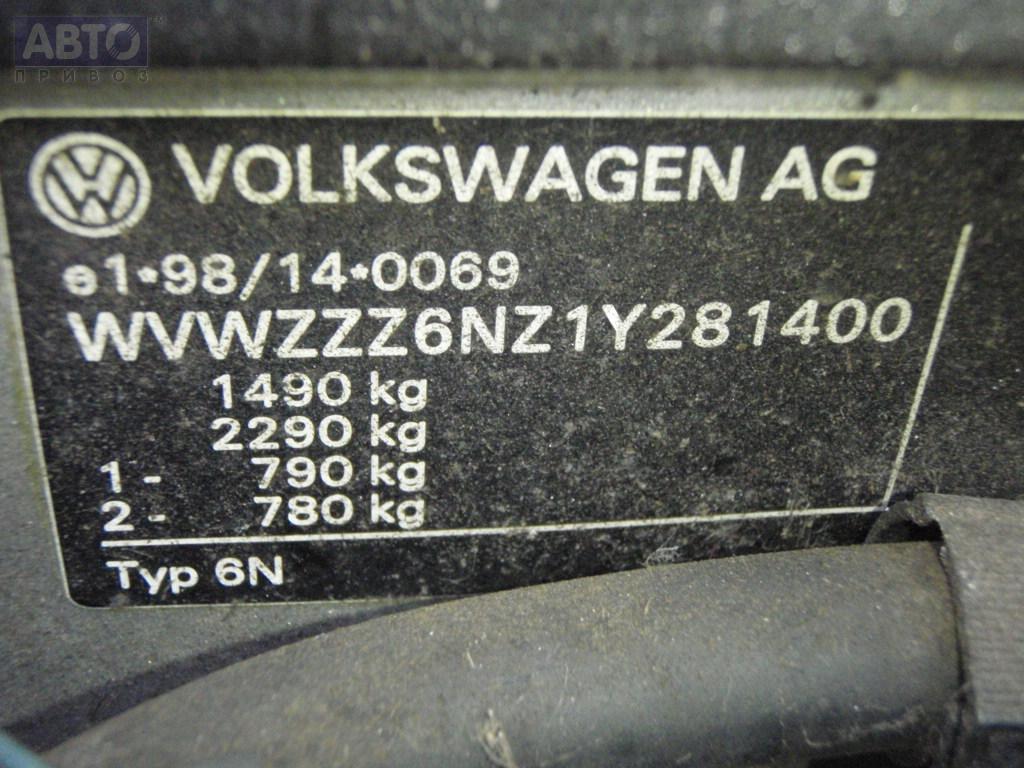 АВТО
ПРИВОЗ
VOLKSWAGEN AG
e1*98/14*0069
WVWZZZ6NZ1Y281400
1490 kg
2290 kg
1 - 790 kg
2 - 780 kg
Typ 6N